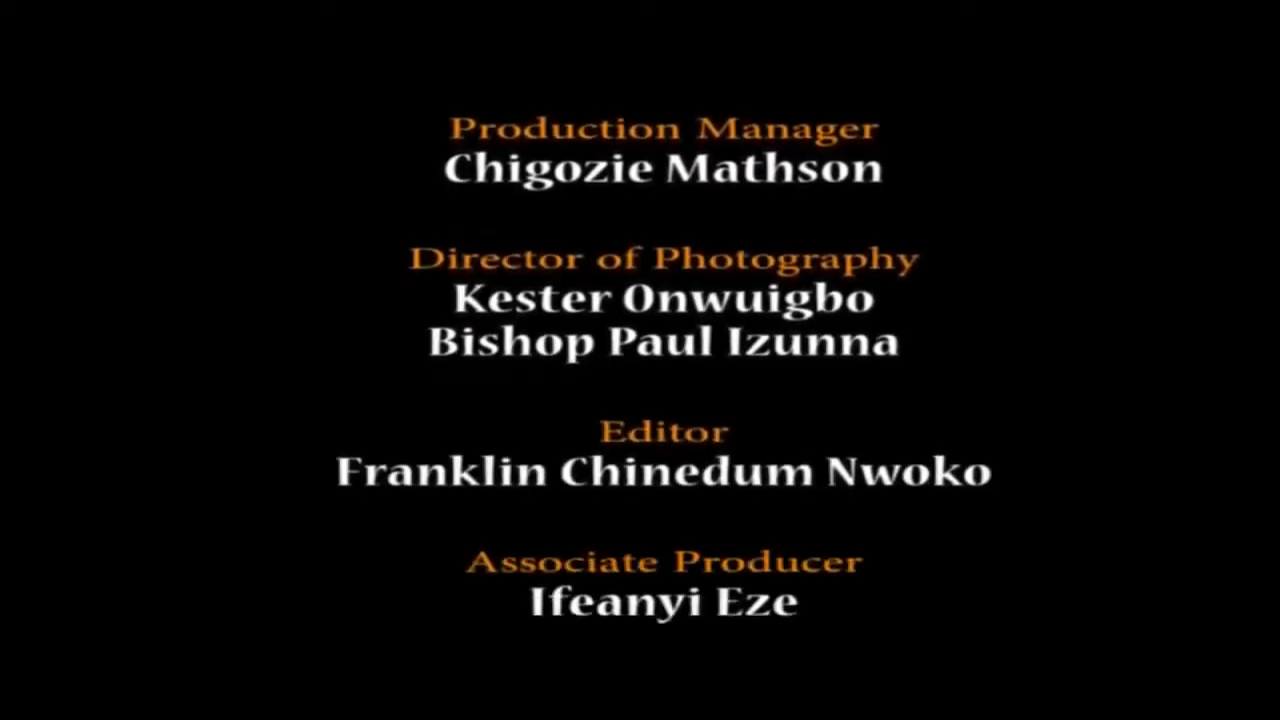 Production Manager
Chigozie Mathson
Director of Photography
Kester Onwuigbo
Bishop Paul Izunna
Editor
Franklin Chinedum Nwoko
Associate Producer
Ifeanyi Eze